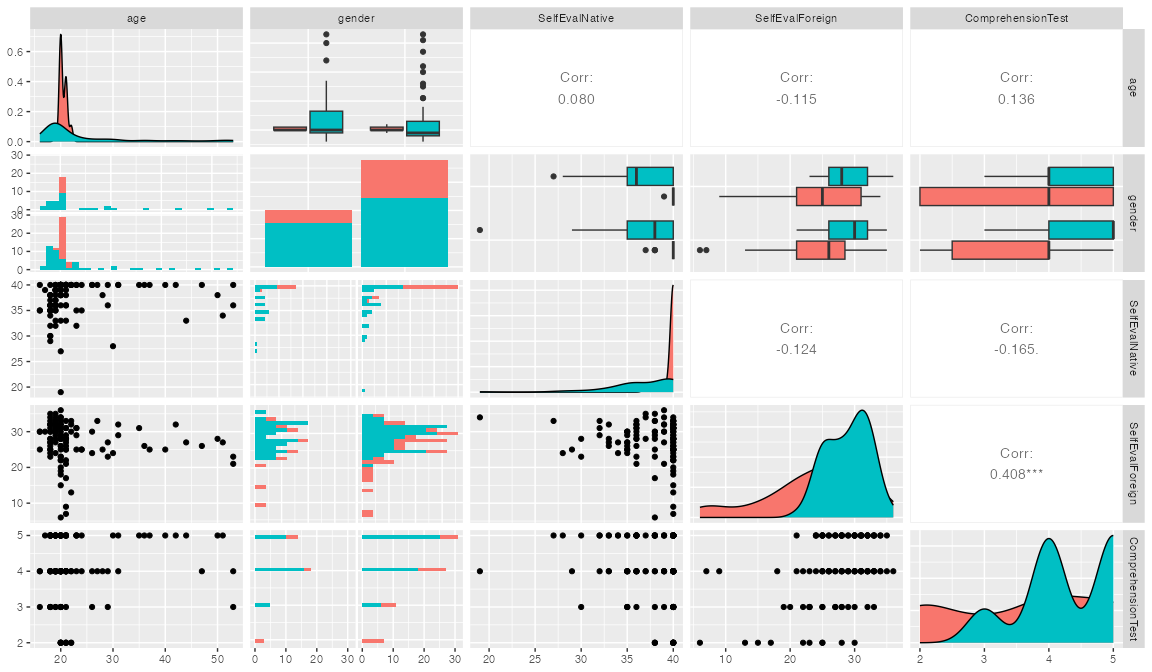 age gender SelfEvalNative SelfEvalForeign ComprehensionTest
0.6
0.4
0.2
0.0
Corr:
0.080
Corr:
-0.115
Corr:
0.136
age
30
20
10
0
30
20
10
0
gender
40
35
30
25
20
Corr:
-0.124
Corr:
-0.165.
SelfEvalNative
30
20
10
Corr:
0.408***
SelfEvalForeign
5
4
3
2
ComprehensionTest
20 30 40 50 0 10 20 30 0 10 20 30 20 25 30 35 40 10 20 30 2 3 4 5